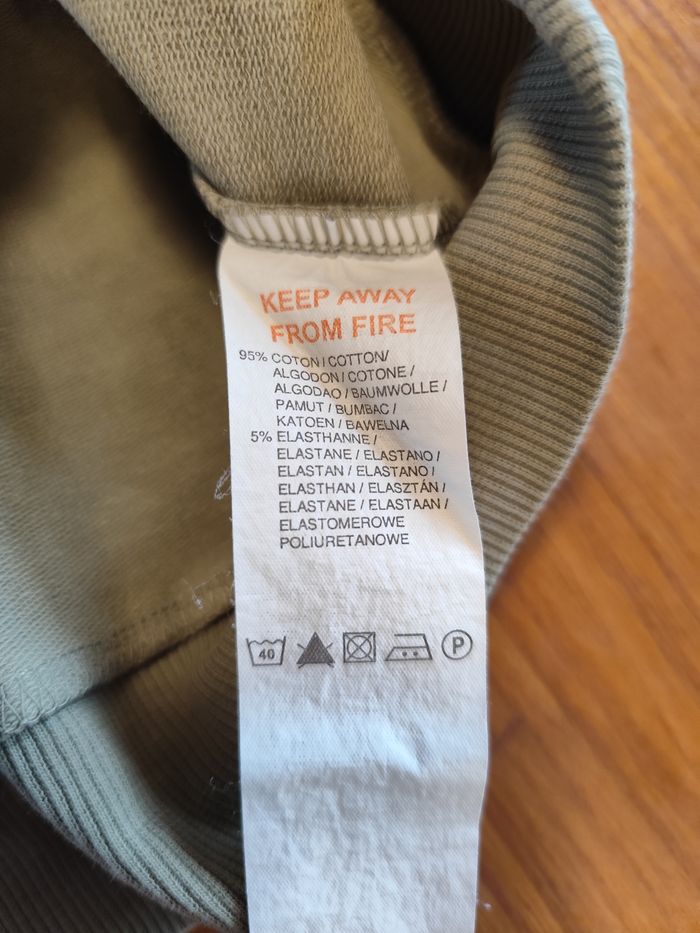 KEEP AWAY
FROM FIRE
95% COTON / COTTON/
ALGODON / COTONE /
ALGODAO / BAUMWOLLE /
PAMUT / BUMBAC /
KATOEN / BAWELNA
5% ELASTHANNE /
ELASTANE / ELASTANO /
ELASTAN / ELASTANO /
ELASTHAN / ELASZTÁN /
ELASTANE / ELASTAAN /
ELASTOMEROWE
POLIURETANOWE
40 P